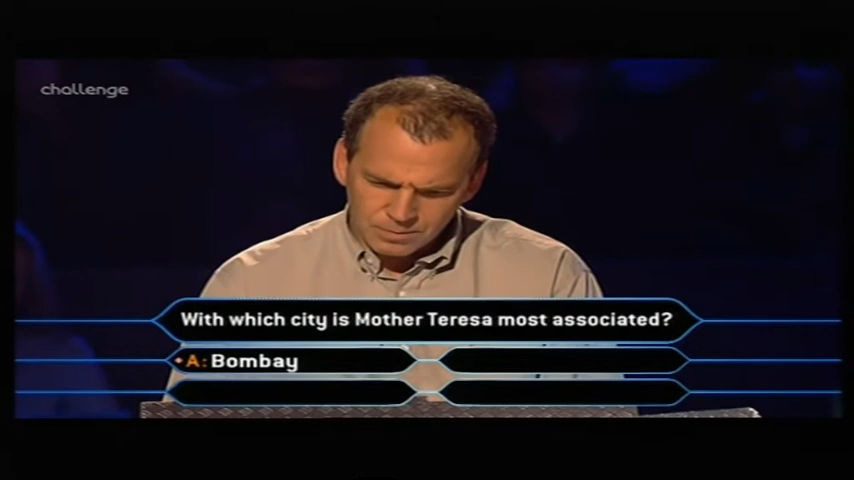 challenge
With which city is Mother Teresa most associated?
A: Bombay